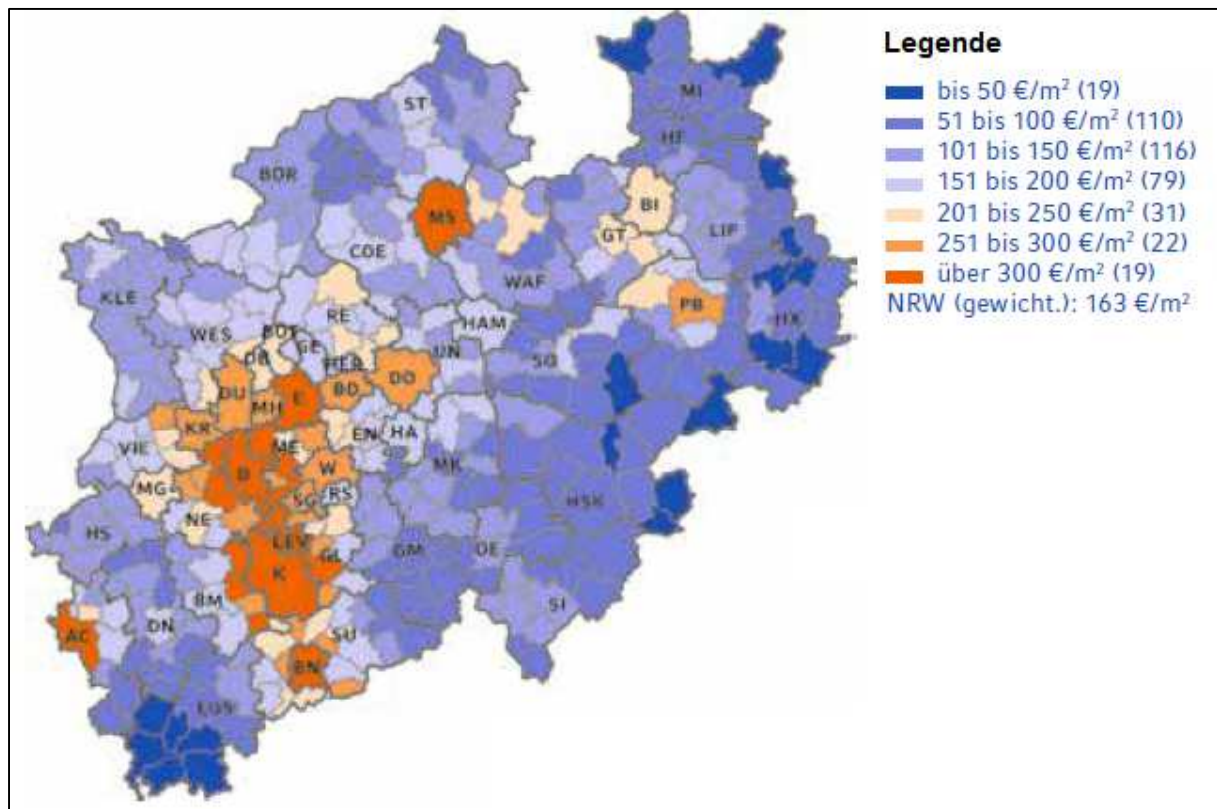 Legende
bis 50 €/m² (19)
51 bis 100 €/m² (110)
101 bis 150 €/m² (116)
151 bis 200 €/m² (79)
201 bis 250 €/m² (31)
251 bis 300 €/m² (22)
über 300 €/m² (19)
NRW (gewicht.): 163 €/m²
MI
ST
HF
BOR
BI
MS
GT
LIP
COE
WAF
KLE
PB
RE
HX
WES
HAM
BOT
GE
UN
SO
OB
HER
DU
DO
BO
E
MH
KR
EN
HA
VIE
ME
MK
D
W
MG
SG
RS
HSK
NE
HS
LEV
GL
GM
OE
K
BM
SI
DN
AC
SU
BN
EUS